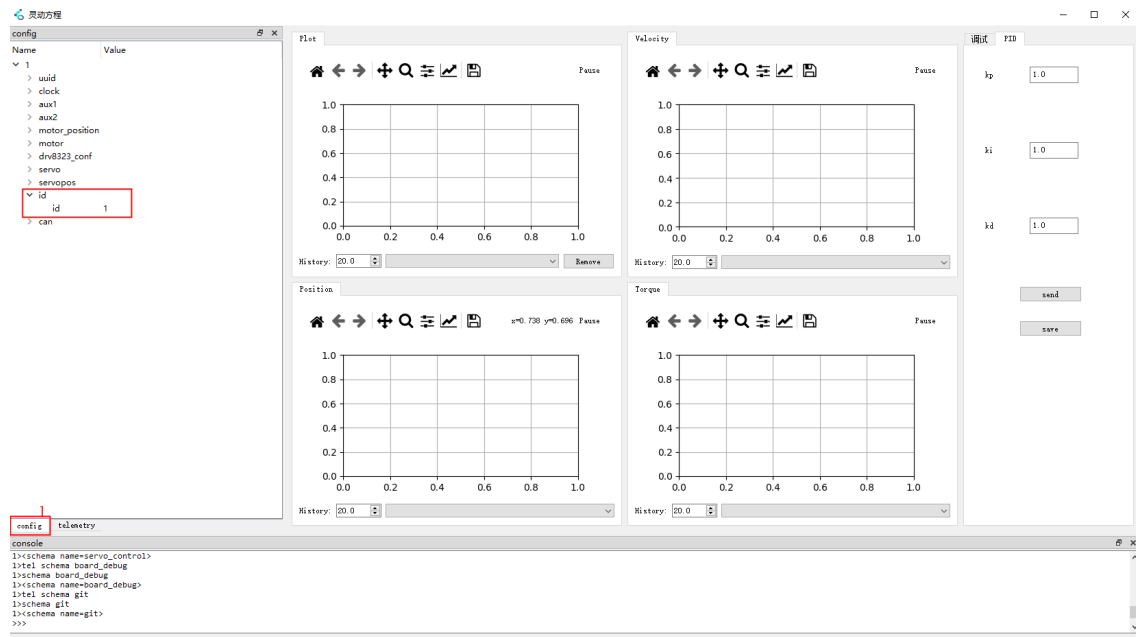 灵动方程
config
Name Value
1
uuid
clock
aux1
aux2
motor_position
motor
drv8323_conf
servo
servopos
id
id 1
can
1
config telemetry
Plot
Pause
1.0
0.8
0.6
0.4
0.2
0.0
0.0 0.2 0.4 0.6 0.8 1.0
History: 20.0 Remove
Velocity
Pause
1.0
0.8
0.6
0.4
0.2
0.0
0.0 0.2 0.4 0.6 0.8 1.0
History: 20.0
Position
x=0.738 y=0.696 Pause
1.0
0.8
0.6
0.4
0.2
0.0
0.0 0.2 0.4 0.6 0.8 1.0
History: 20.0
Torque
Pause
1.0
0.8
0.6
0.4
0.2
0.0
0.0 0.2 0.4 0.6 0.8 1.0
History: 20.0
调试 PID
kp 1.0
ki 1.0
kd 1.0
send
save
console
1><schema name=servo_control>
1>tel schema board_debug
1>schema board_debug
1><schema name=board_debug>
1>tel schema git
1>schema git
1><schema name=git>
>>>